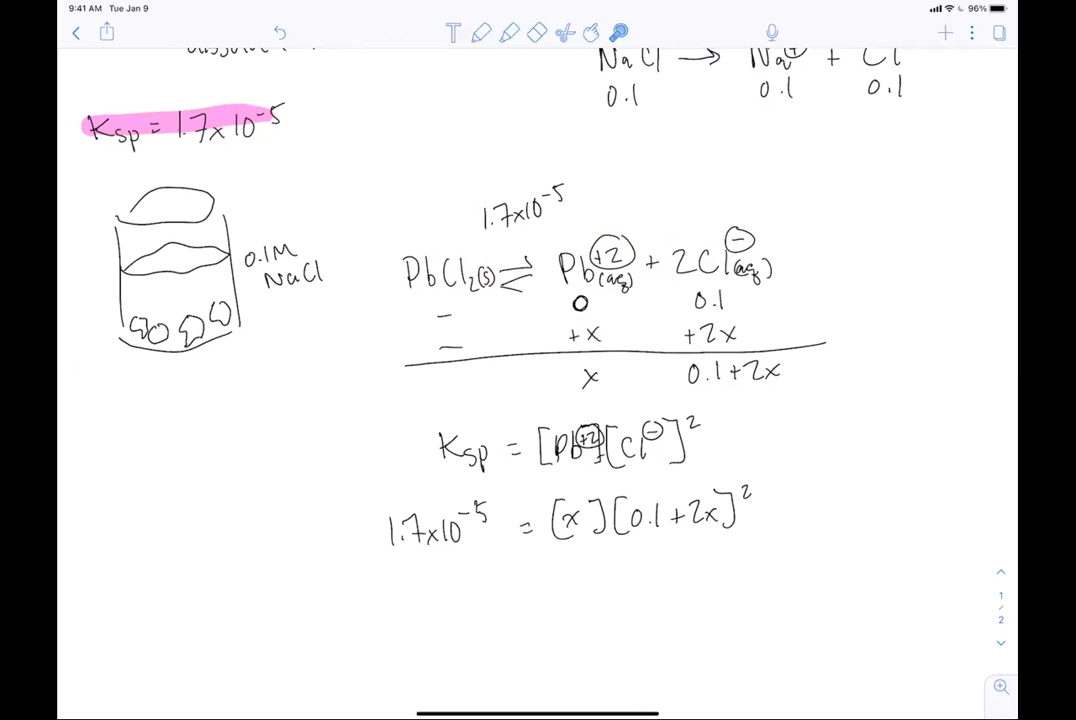 9:41 AM Tue Jan 9
96%
NaCl → Na⁺ + Cl
0.1 0.1 0.1
Ksp = 1.7x10⁻⁵
1.7x10⁻⁵
0.1M
NaCl
PbCl₂(s) ⇌ Pb⁺²(aq) + 2Cl⁻(aq)
- 0 0.1
- +x +2x
x 0.1+2x
Ksp = [Pb⁺²][Cl⁻]²
1.7x10⁻⁵ = [x][0.1+2x]²
1
/
2